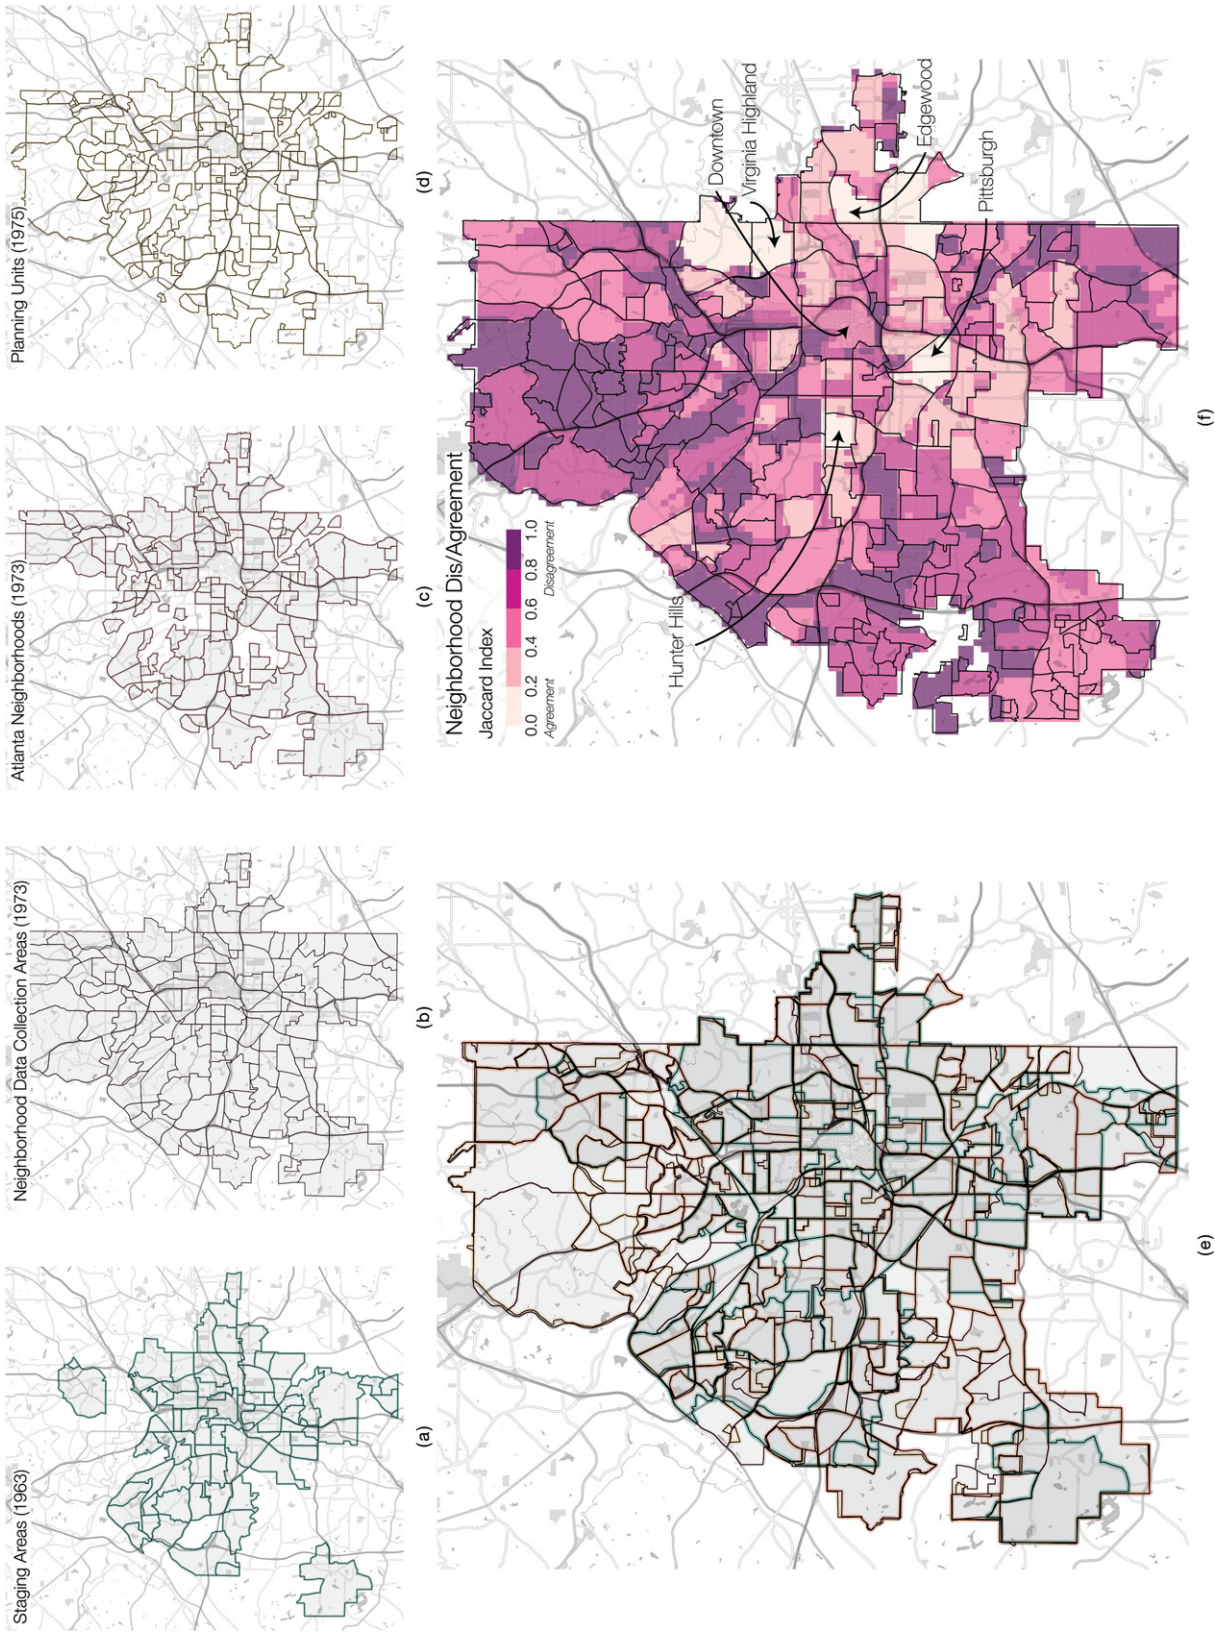 Staging Areas (1963)
(a)
Neighborhood Data Collection Areas (1973)
(b)
Atlanta Neighborhoods (1973)
(c)
Planning Units (1975)
(d)
(e)
Neighborhood Dis/Agreement
Jaccard Index
0.0 0.2 0.4 0.6 0.8 1.0
Agreement Disagreement
Hunter Hills
Downtown
Virginia Highland
Edgewood
Pittsburgh
(f)